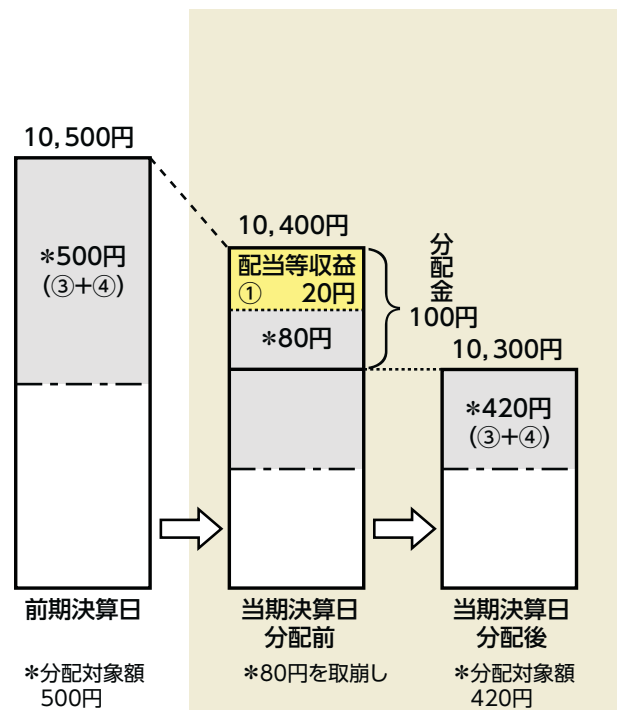 10,500円
＊500円
(③+④)
前期決算日
＊分配対象額
500円
10,400円
配当等収益
① 20円
＊80円
分配金
100円
当期決算日
分配前
＊80円を取崩し
10,300円
＊420円
(③+④)
当期決算日
分配後
＊分配対象額
420円